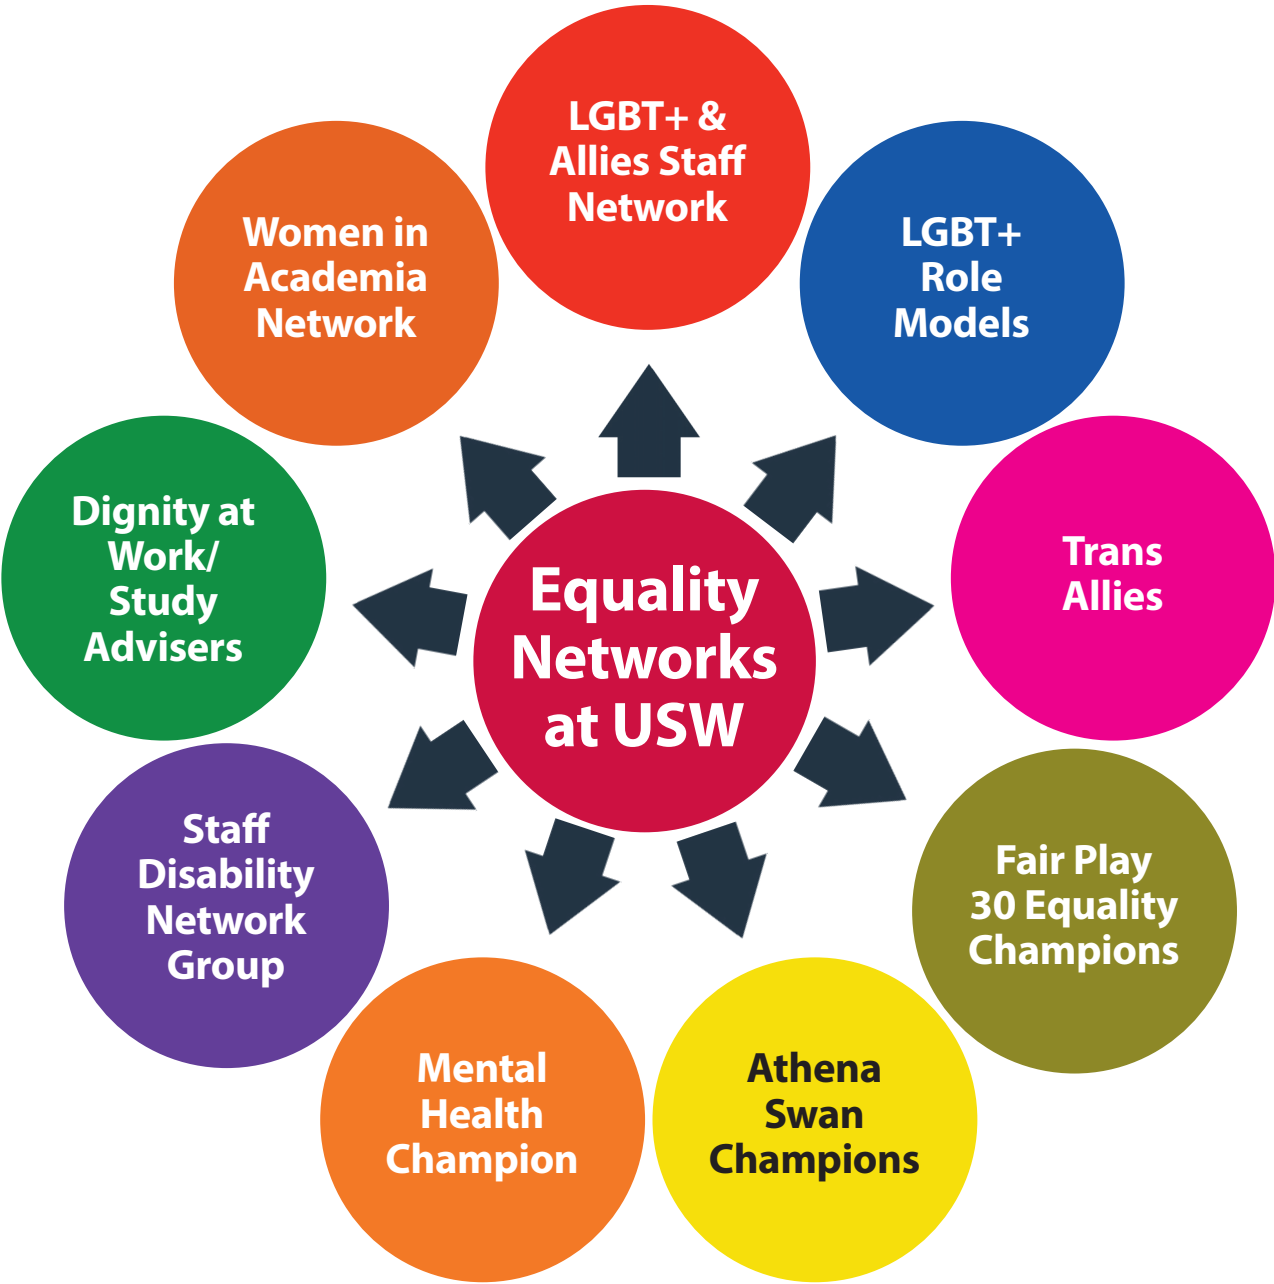 LGBT+ &
Allies Staff
Network
LGBT+
Role
Models
Trans
Allies
Fair Play
30 Equality
Champions
Athena
Swan
Champions
Mental
Health
Champion
Staff
Disability
Network
Group
Dignity at
Work/
Study
Advisers
Women in
Academia
Network
Equality
Networks
at USW